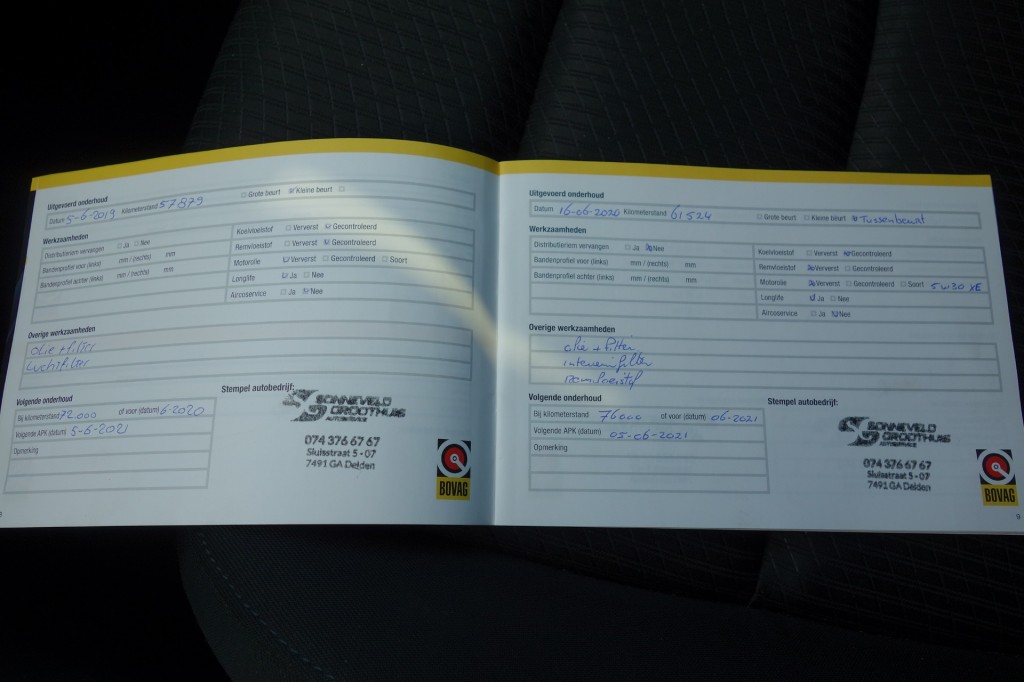 Uitgevoerd onderhoud
Datum 5-6-2019 Kilometerstand 57879 Grote beurt Kleine beurt
Werkzaamheden
Distributieriem vervangen Ja Nee
Bandenprofiel voor (links) mm / (rechts) mm
Bandenprofiel achter (links) mm / (rechts) mm
Koelvloeistof Ververst Gecontroleerd
Remvloeistof Ververst Gecontroleerd
Motorolie Ververst Gecontroleerd Soort
Longlife Ja Nee
Aircoservice Ja Nee
Overige werkzaamheden
olie + filter
Luchtfilter
Volgende onderhoud
Bij kilometerstand 72000 of voor (datum) 6-2020
Volgende APK (datum) 5-6-2021
Opmerking
Stempel autobedrijf:
SONNEVELD
GROOTHUIS
AUTOSERVICE
074 376 67 67
Sluisstraat 5 - 07
7491 GA Delden
BOVAG
Uitgevoerd onderhoud
Datum 16-06-2020 Kilometerstand 61524 Grote beurt Kleine beurt Tussenbeurt
Werkzaamheden
Distributieriem vervangen Ja Nee
Bandenprofiel voor (links) mm / (rechts) mm
Bandenprofiel achter (links) mm / (rechts) mm
Koelvloeistof Ververst Gecontroleerd
Remvloeistof Ververst Gecontroleerd
Motorolie Ververst Gecontroleerd Soort 5W30 XE
Longlife Ja Nee
Aircoservice Ja Nee
Overige werkzaamheden
olie + filter
interieurfilter
remvloeistof
Volgende onderhoud
Bij kilometerstand 76000 of voor (datum) 06-2021
Volgende APK (datum) 05-06-2021
Opmerking
Stempel autobedrijf:
SONNEVELD
GROOTHUIS
AUTOSERVICE
074 376 67 67
Sluisstraat 5 - 07
7491 GA Delden
BOVAG
9